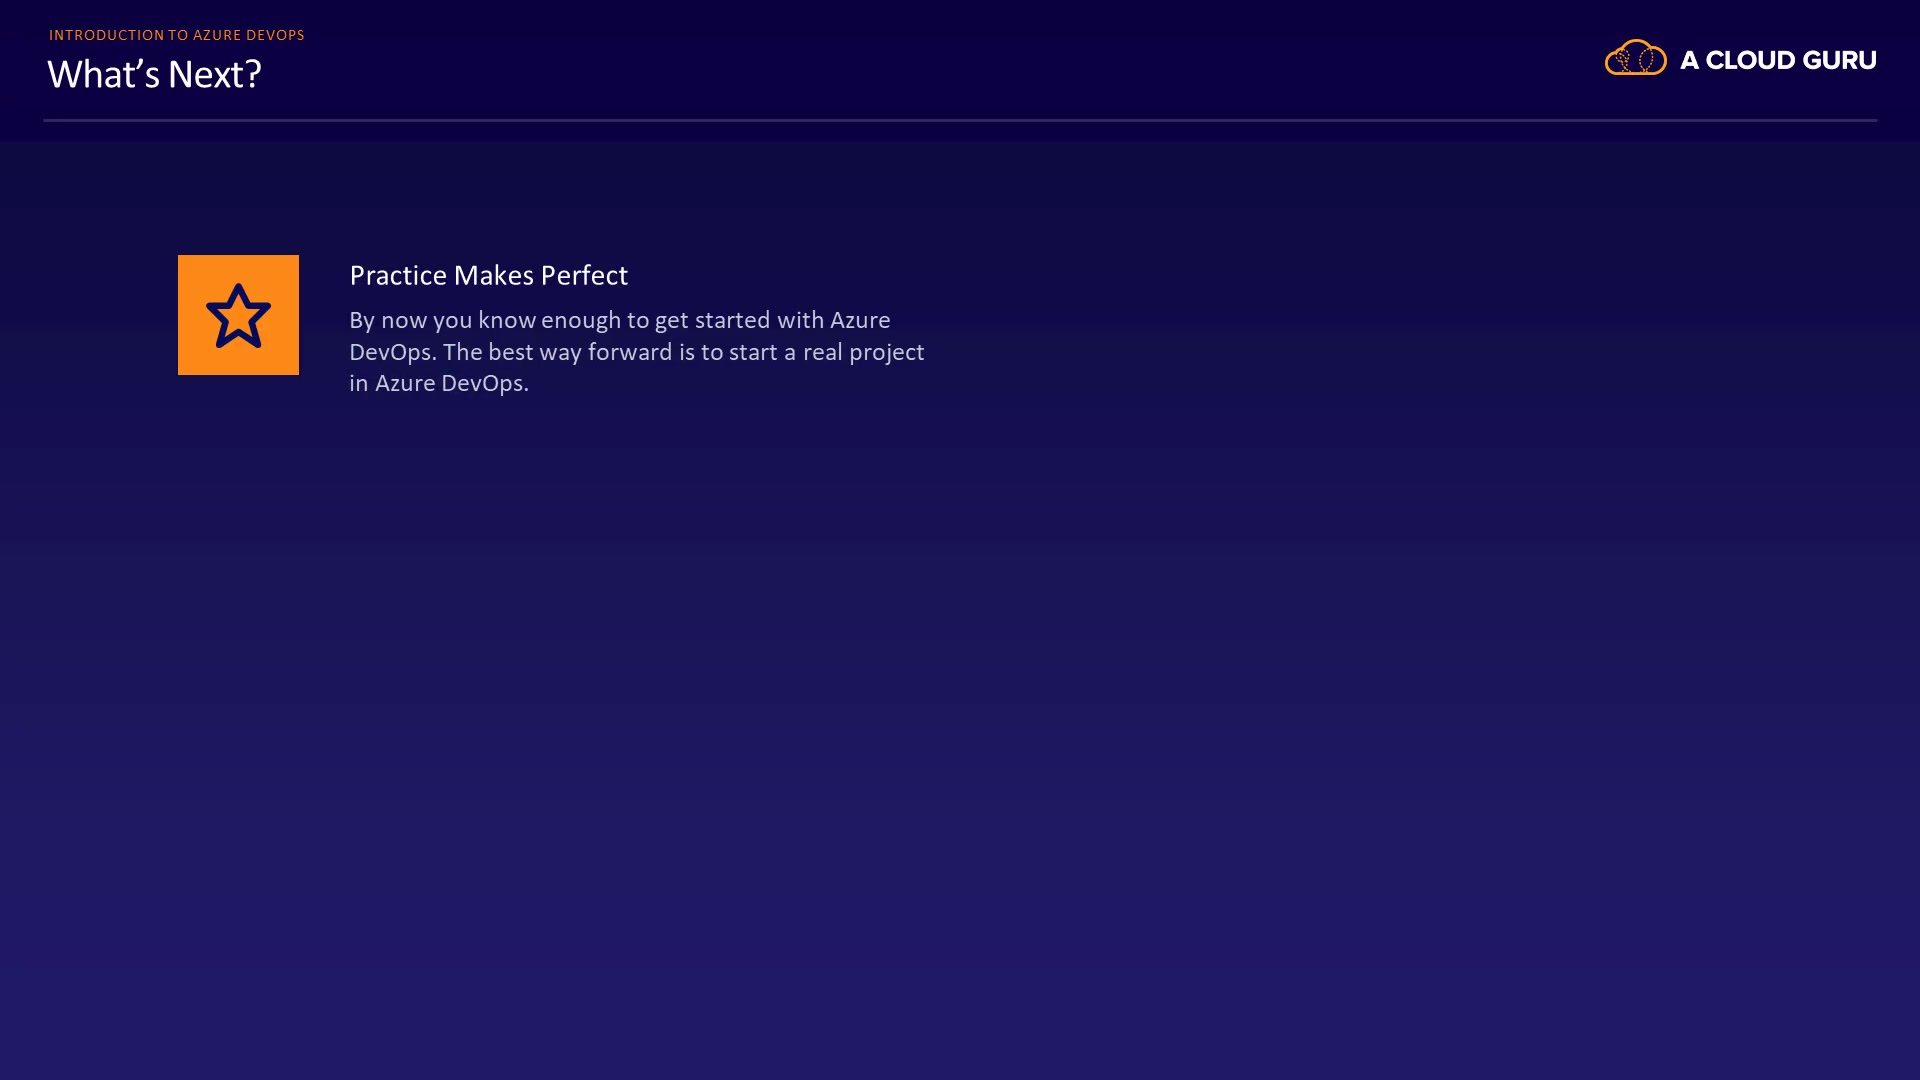 INTRODUCTION TO AZURE DEVOPS
What’s Next?
A CLOUD GURU
Practice Makes Perfect
By now you know enough to get started with Azure
DevOps. The best way forward is to start a real project
in Azure DevOps.